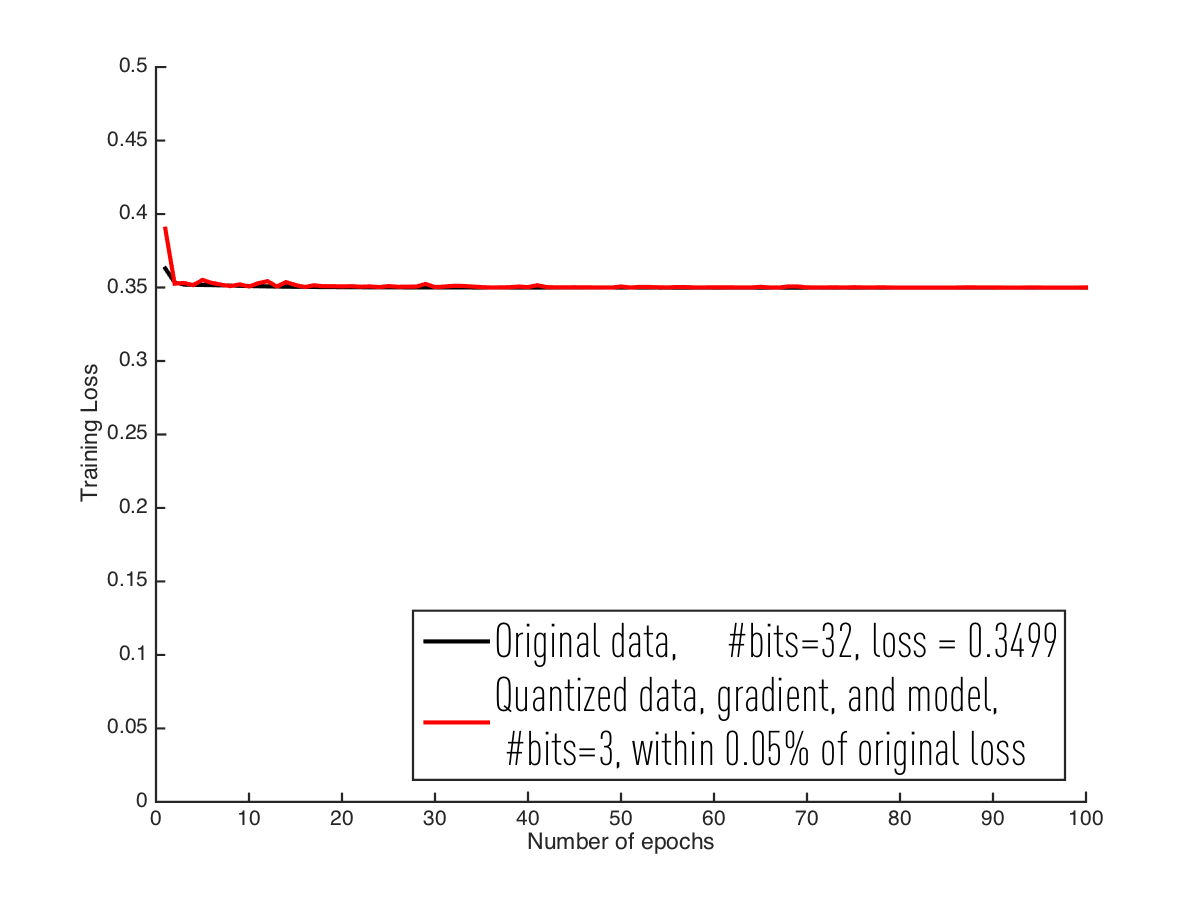 0.5
0.45
0.4
0.35
0.3
0.25
0.2
0.15
0.1
0.05
0
Training Loss
Original data, #bits=32, loss = 0.3499
Quantized data, gradient, and model,
#bits=3, within 0.05% of original loss
0 10 20 30 40 50 60 70 80 90 100
Number of epochs